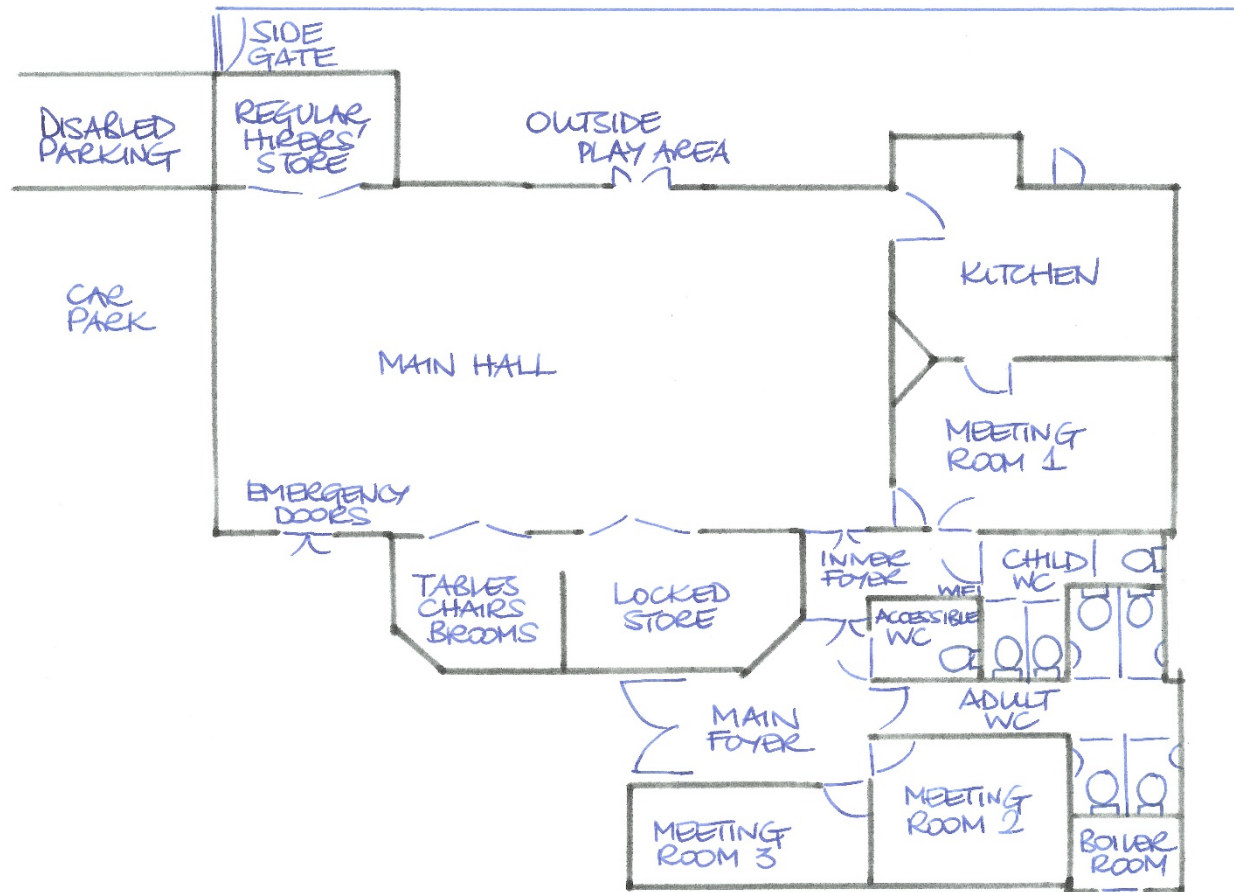 SIDE
GATE
DISABLED
PARKING
REGULAR
HIRERS'
STORE
OUTSIDE
PLAY AREA
KITCHEN
CAR
PARK
MAIN HALL
MEETING
ROOM 1
EMERGENCY
DOORS
TABLES
CHAIRS
BROOMS
LOCKED
STORE
INNER
FOYER
CHILD
WC
ACCESSIBLE
WC
MAIN
FOYER
ADULT
WC
MEETING
ROOM 2
MEETING
ROOM 3
BOILER
ROOM